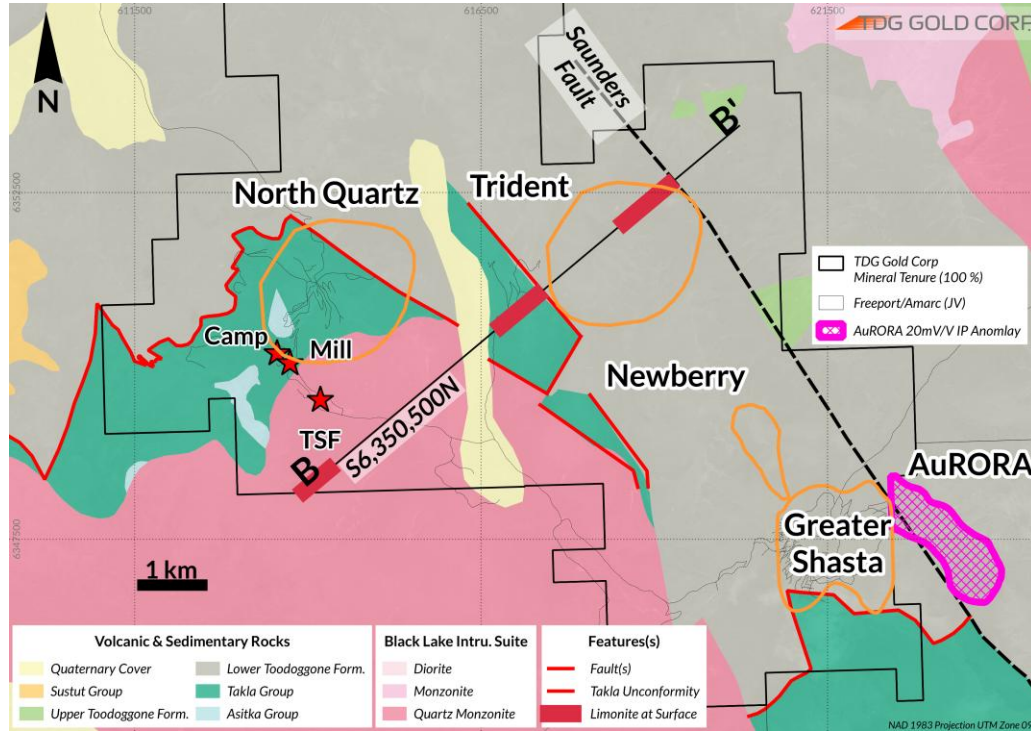 611500
616500
621500
TDG GOLD CORP.
N
Saunders
Fault
B'
6352500
North Quartz
Trident
TDG Gold Corp
Mineral Tenure (100 %)
Freeport/Amarc (JV)
AuRORA 20mV/V IP Anomlay
Camp
Mill
Newberry
TSF
S6,350,500N
B
AuRORA
Greater
Shasta
6347500
1 km
Volcanic & Sedimentary Rocks
Quaternary Cover
Sustut Group
Upper Toodoggone Form.
Lower Toodoggone Form.
Takla Group
Asitka Group
Black Lake Intru. Suite
Diorite
Monzonite
Quartz Monzonite
Features(s)
Fault(s)
Takla Unconformity
Limonite at Surface
NAD 1983 Projection UTM Zone 09